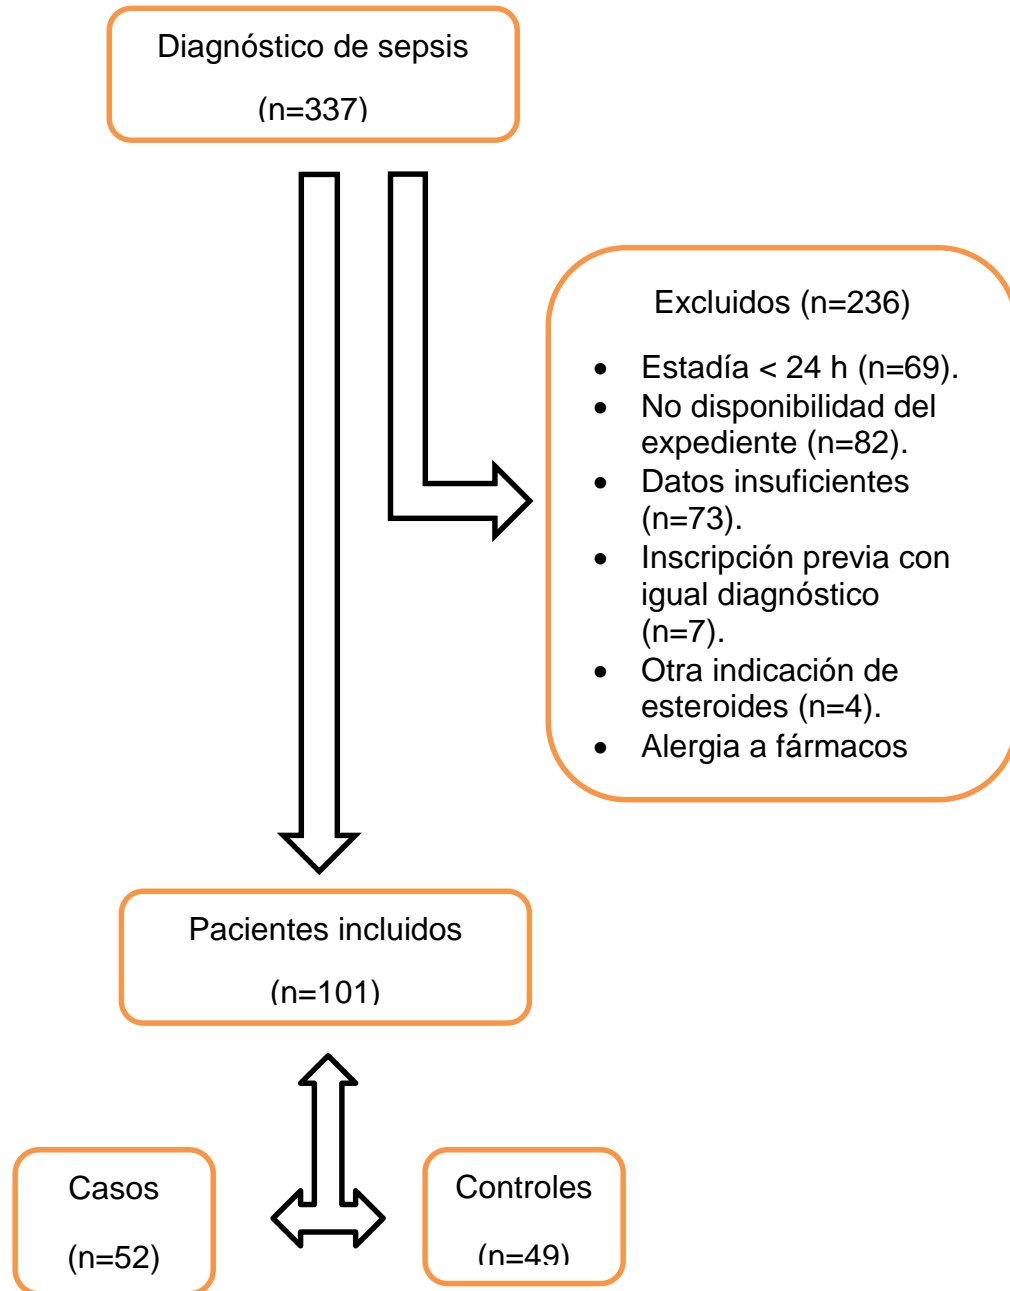 Diagnóstico de sepsis
(n=337)
Excluidos (n=236)
• Estadía < 24 h (n=69).
• No disponibilidad del
expediente (n=82).
• Datos insuficientes
(n=73).
• Inscripción previa con
igual diagnóstico
(n=7).
• Otra indicación de
esteroides (n=4).
• Alergia a fármacos
Pacientes incluidos
(n=101)
Casos
(n=52)
Controles
(n=49)